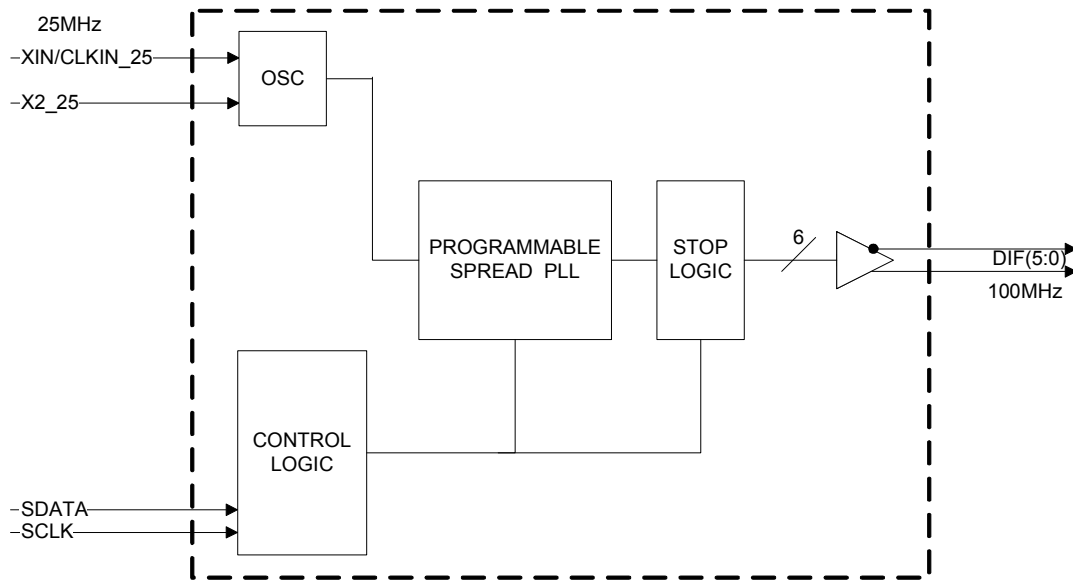 25MHz
XIN/CLKIN_25
X2_25
OSC
PROGRAMMABLE
SPREAD PLL
STOP
LOGIC
6
DIF(5:0)
100MHz
CONTROL
LOGIC
SDATA
SCLK